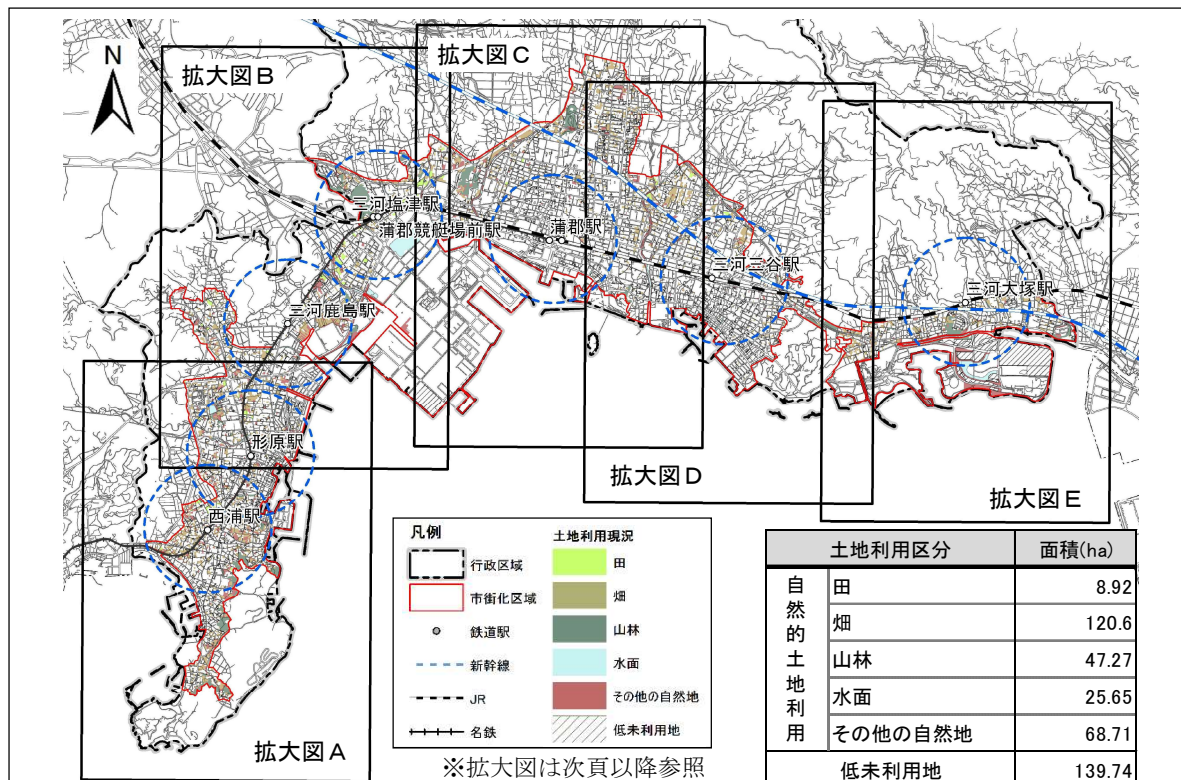 N
拡大図B
拡大図C
三河塩津駅
蒲郡競艇場前駅
蒲郡駅
三河三谷駅
三河大塚駅
三河鹿島駅
形原駅
西浦駅
拡大図D
拡大図E
拡大図A
凡例
行政区域
市街化区域
鉄道駅
新幹線
JR
名鉄
土地利用現況
田
畑
山林
水面
その他の自然地
低未利用地
※拡大図は次頁以降参照
土地利用区分 面積(ha)
自然的土地利用
田 8.92
畑 120.6
山林 47.27
水面 25.65
その他の自然地 68.71
低未利用地 139.74